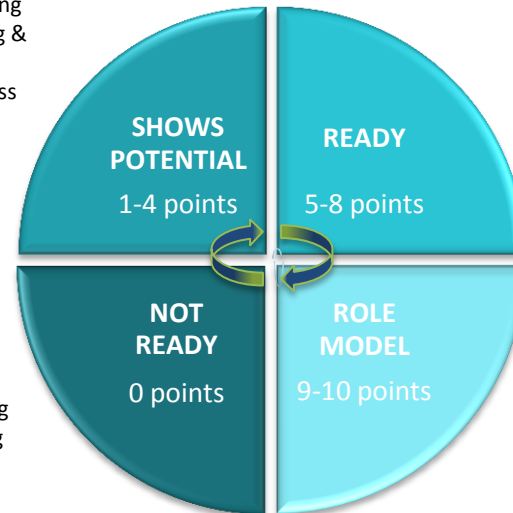 SHOWS
POTENTIAL
1-4 points
READY
5-8 points
NOT
READY
0 points
ROLE
MODEL
9-10 points
&